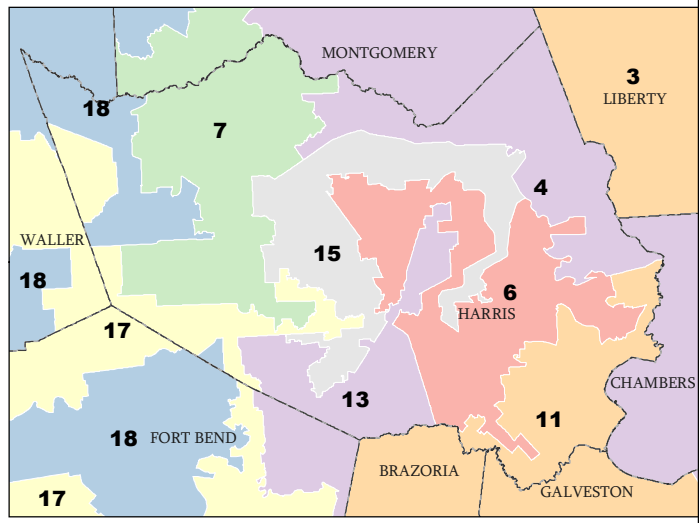 MONTGOMERY
3
LIBERTY
18
7
4
WALLER
15
18
6
HARRIS
17
CHAMBERS
13
11
18 FORT BEND
BRAZORIA
17
GALVESTON